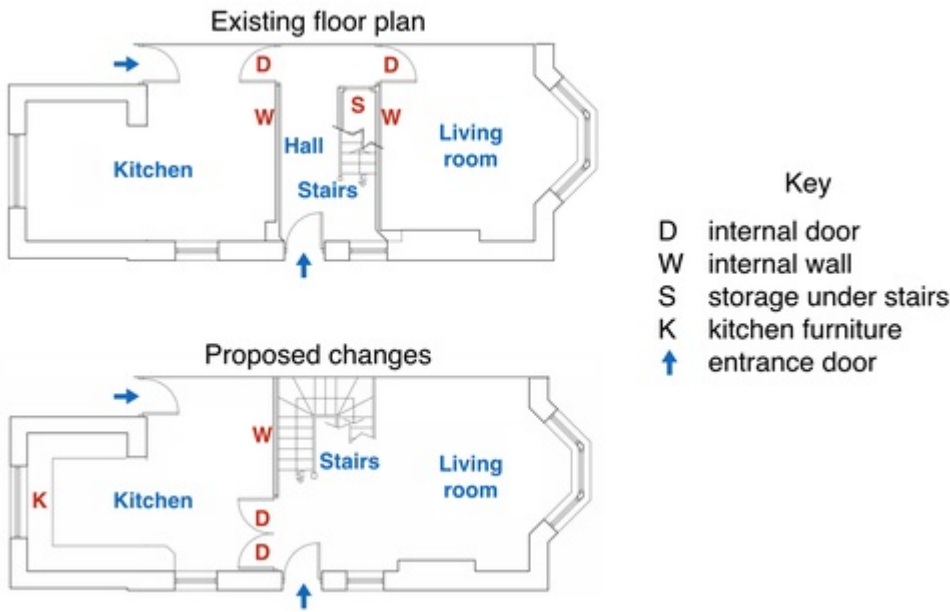 Existing floor plan
D
D
W
S
W
Hall
Living
room
Kitchen
Stairs
Key
D internal door
W internal wall
S storage under stairs
K kitchen furniture
entrance door
Proposed changes
W
Stairs
Living
room
K
Kitchen
D
D